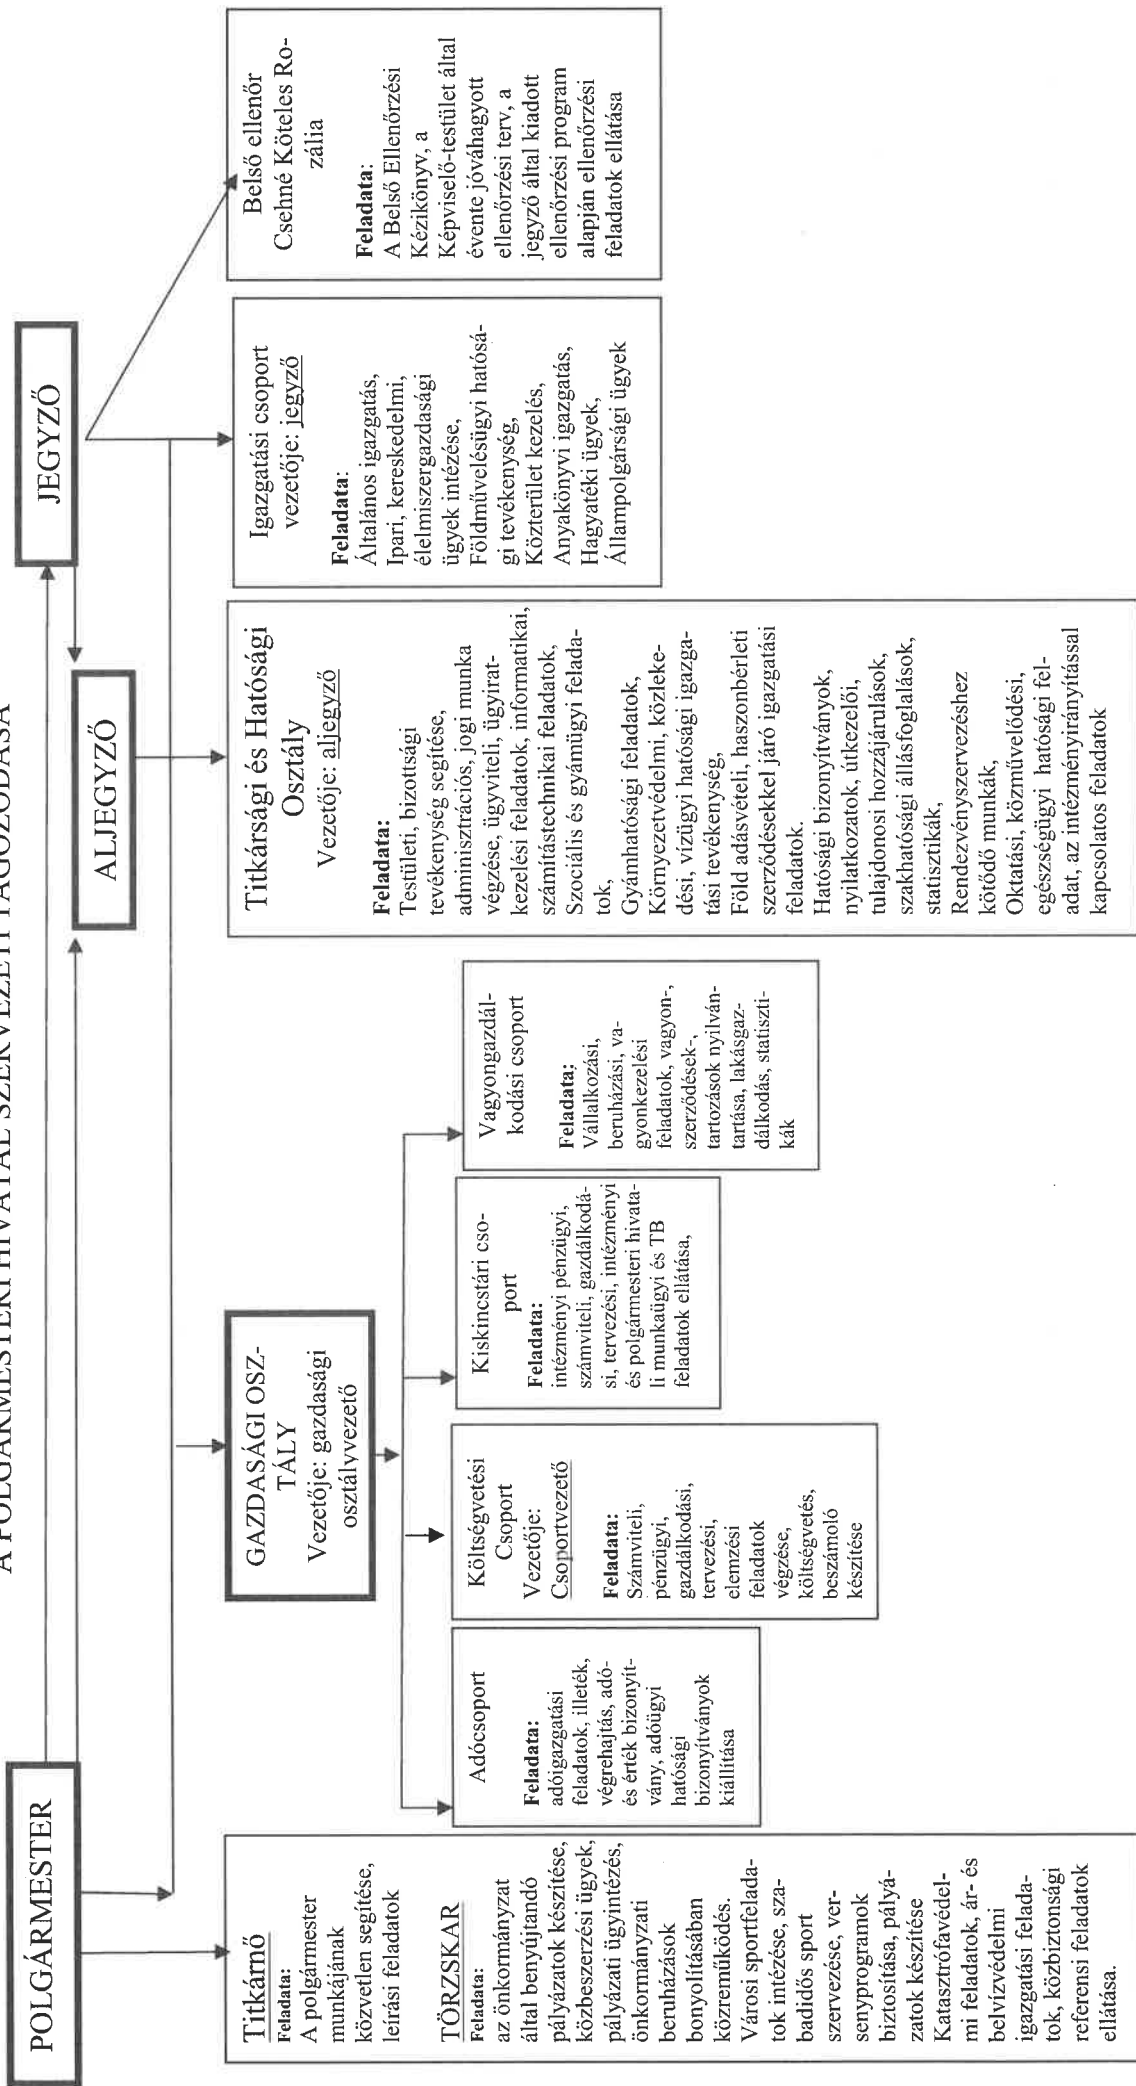 A POLGÁRMESTERI HIVATAL SZERVEZETI TAGOZÓDÁSA
POLGÁRMESTER
JEGYZŐ
ALJEGYZŐ
Titkárnő
Feladata:
A polgármester
munkájának
közvetlen segítése,
leírási feladatok
TÖRZSKAR
Feladata:
az önkormányzat
által benyújtandó
pályázatok készítése,
közbeszerzési ügyek,
pályázati ügyintézés,
önkormányzati
beruházások
bonyolításában
közreműködés.
Városi sportfelada-
tok intézése, sza-
badidős sport
szervezése, ver-
senyprogramok
biztosítása, pályá-
zatok készítése
Katasztrófavédel-
mi feladatok, ár- és
belvízvédelmi
igazgatási felada-
tok, közbiztonsági
referensi feladatok
ellátása.
GAZDASÁGI OSZ-
TÁLY
Vezetője: gazdasági
osztályvezető
Adócsoport
Feladata:
adóigazgatási
feladatok, illeték,
végrehajtás, adó-
és érték bizonyít-
vány, adóügyi
hatósági
bizonyítványok
kiállítása
Költségvetési
Csoport
Vezetője:
Csoportvezető
Feladata:
Számviteli,
pénzügyi,
gazdálkodási,
tervezési,
elemzési
feladatok
végzése,
költségvetés,
beszámoló
készítése
Kiskincstári cso-
port
Feladata:
intézményi pénzügyi,
számviteli, gazdálkodá-
si, tervezési, intézményi
és polgármesteri hivata-
li munkaügyi és TB
feladatok ellátása,
Vagyongazdál-
kodási csoport
Feladata:
Vállalkozási,
beruházási, va-
gyonkezelési
feladatok, vagyon-,
szerződések-,
tartozások nyilván-
tartása, lakásgaz-
dálkodás, statiszti-
kák
Titkársági és Hatósági
Osztály
Vezetője: aljegyző
Feladata:
Testületi, bizottsági
tevékenység segítése,
adminisztrációs, jogi munka
végzése, ügyviteli, ügyirat-
kezelési feladatok, informatikai,
számítástechnikai feladatok,
Szociális és gyámügyi felada-
tok,
Gyámhatósági feladatok,
Környezetvédelmi, közleke-
dési, vízügyi hatósági igazga-
tási tevékenység,
Föld adásvételi, haszonbérleti
szerződésekkel járó igazgatási
feladatok.
Hatósági bizonyítványok,
nyilatkozatok, útkezelői,
tulajdonosi hozzájárulások,
szakhatósági állásfoglalások,
statisztikák,
Rendezvényszervezéshez
kötődő munkák,
Oktatási, közművelődési,
egészségügyi hatósági fel-
adat, az intézményirányítással
kapcsolatos feladatok
Igazgatási csoport
vezetője: jegyző
Feladata:
Általános igazgatás,
Ipari, kereskedelmi,
élelmiszergazdasági
ügyek intézése,
Földművelésügyi hatósá-
gi tevékenység,
Közterület kezelés,
Anyakönyvi igazgatás,
Hagyatéki ügyek,
Állampolgársági ügyek
Belső ellenőr
Csehné Köteles Ro-
zália
Feladata:
A Belső Ellenőrzési
Kézikönyv, a
Képviselő-testület által
évente jóváhagyott
ellenőrzési terv, a
jegyző által kiadott
ellenőrzési program
alapján ellenőrzési
feladatok ellátása